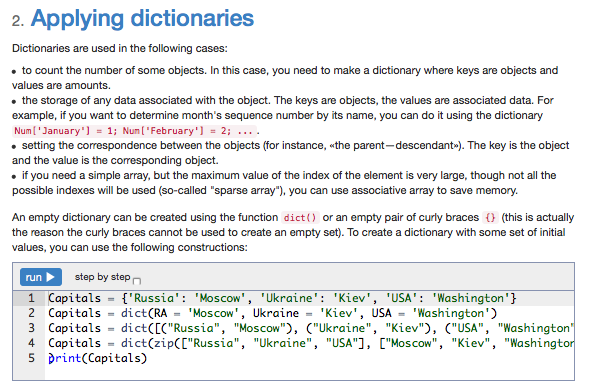 2. Applying dictionaries
Dictionaries are used in the following cases:
• to count the number of some objects. In this case, you need to make a dictionary where keys are objects and
values are amounts.
• the storage of any data associated with the object. The keys are objects, the values are associated data. For
example, if you want to determine month's sequence number by its name, you can do it using the dictionary
Num['January'] = 1; Num['February'] = 2; ... .
• setting the correspondence between the objects (for instance, «the parent—descendant»). The key is the object
and the value is the corresponding object.
• if you need a simple array, but the maximum value of the index of the element is very large, though not all the
possible indexes will be used (so-called "sparse array"), you can use associative array to save memory.
An empty dictionary can be created using the function dict() or an empty pair of curly braces {} (this is actually
the reason the curly braces cannot be used to create an empty set). To create a dictionary with some set of initial
values, you can use the following constructions:
run ▶ step by step
1 Capitals = {'Russia': 'Moscow', 'Ukraine': 'Kiev', 'USA': 'Washington'}
2 Capitals = dict(RA = 'Moscow', Ukraine = 'Kiev', USA = 'Washington')
3 Capitals = dict([("Russia", "Moscow"), ("Ukraine", "Kiev"), ("USA", "Washington"
4 Capitals = dict(zip(["Russia", "Ukraine", "USA"], ["Moscow", "Kiev", "Washington
5 print(Capitals)